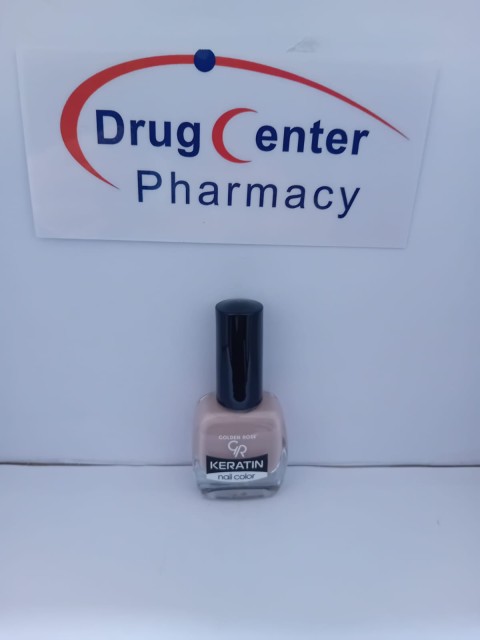 Drug Center
Pharmacy
GOLDEN ROSE
GR
KERATIN
nail color